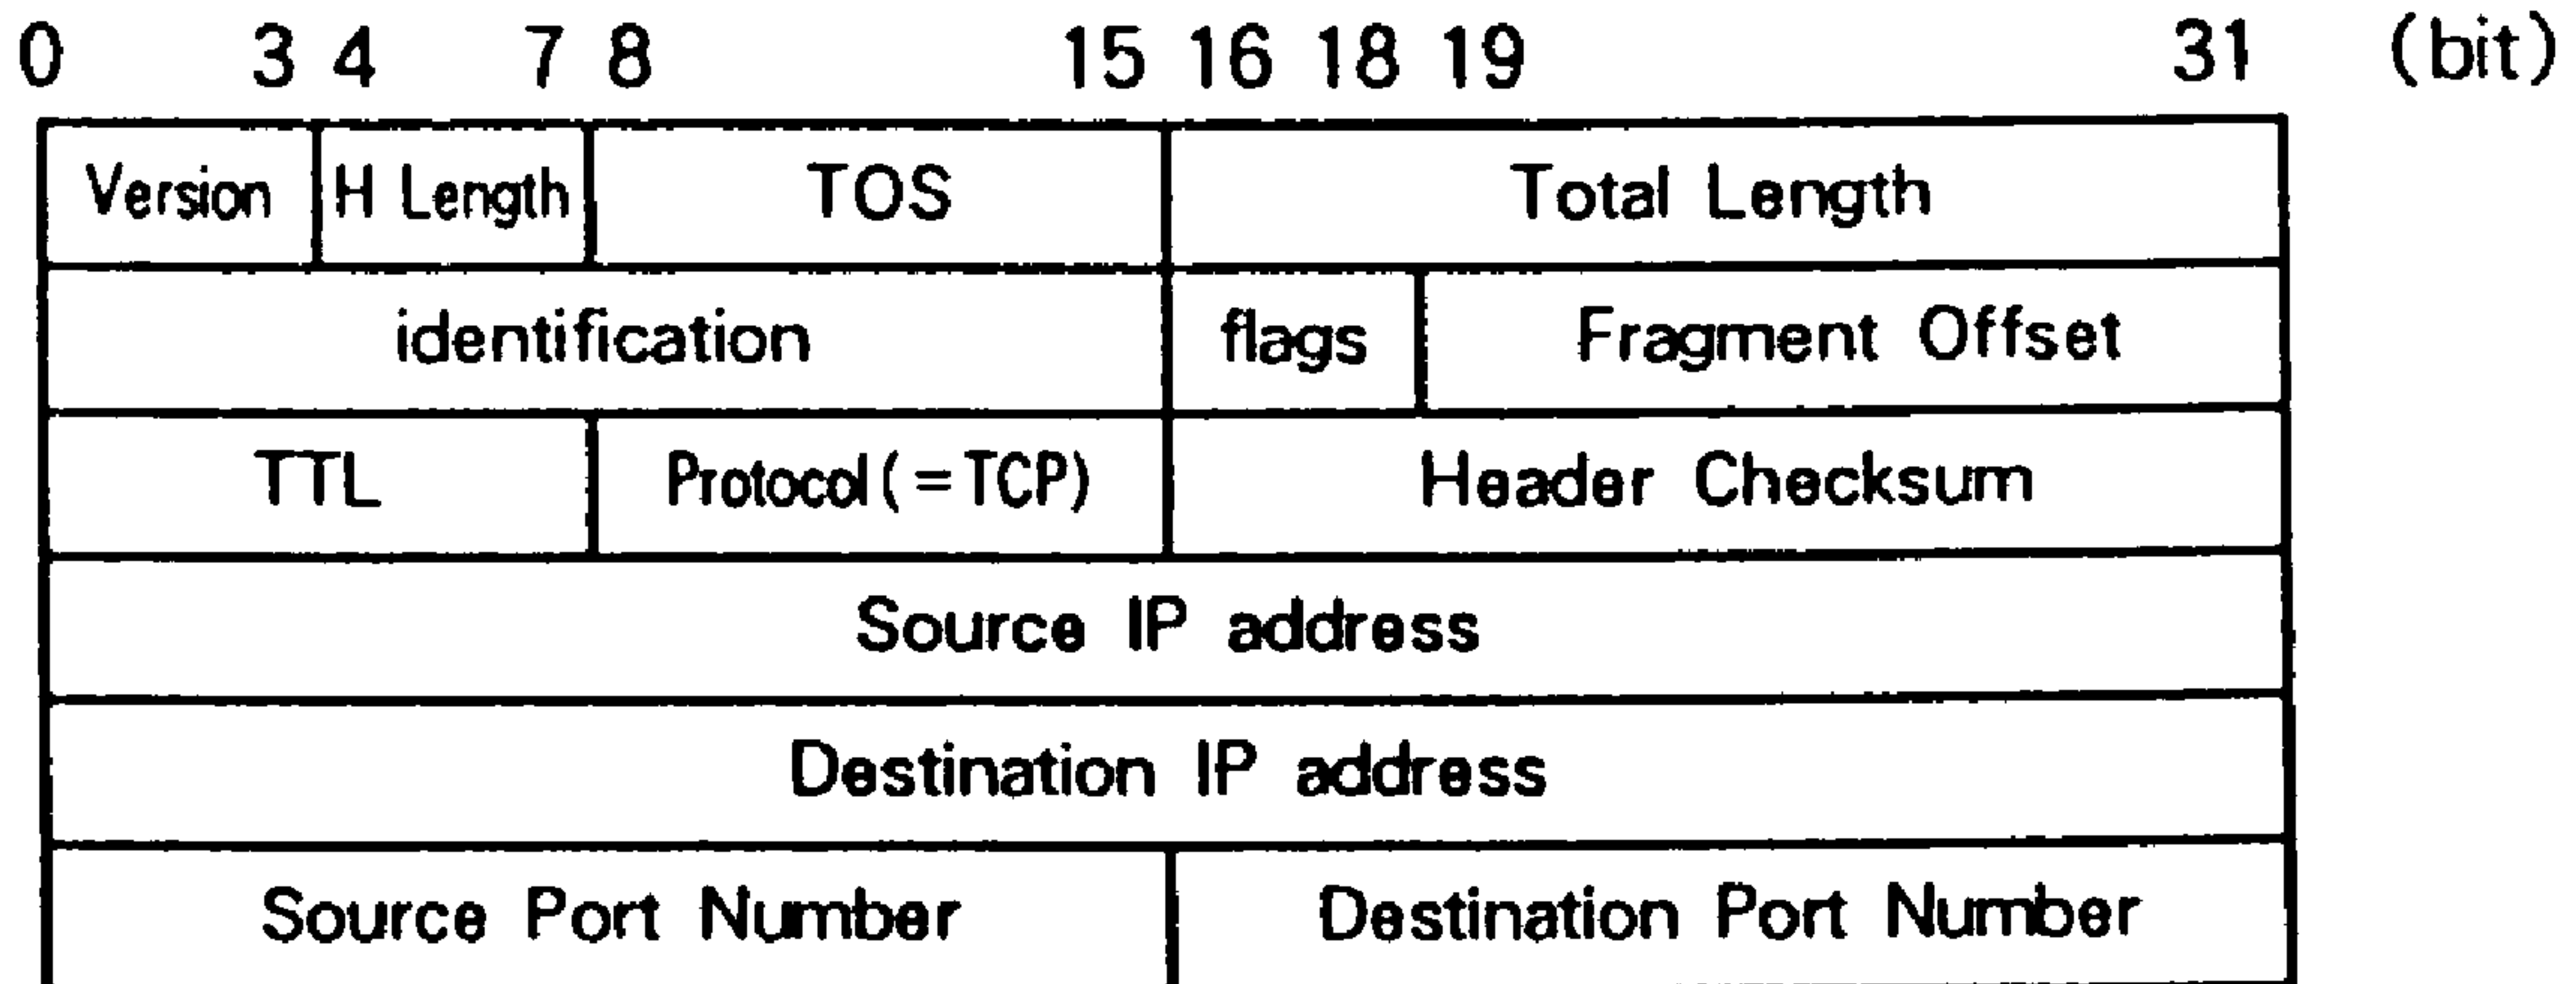 0 3 4 7 8 15 16 18 19 31 (bit)
Version H Length TOS Total Length
identification flags Fragment Offset
TTL Protocol(=TCP) Header Checksum
Source IP address
Destination IP address
Source Port Number Destination Port Number